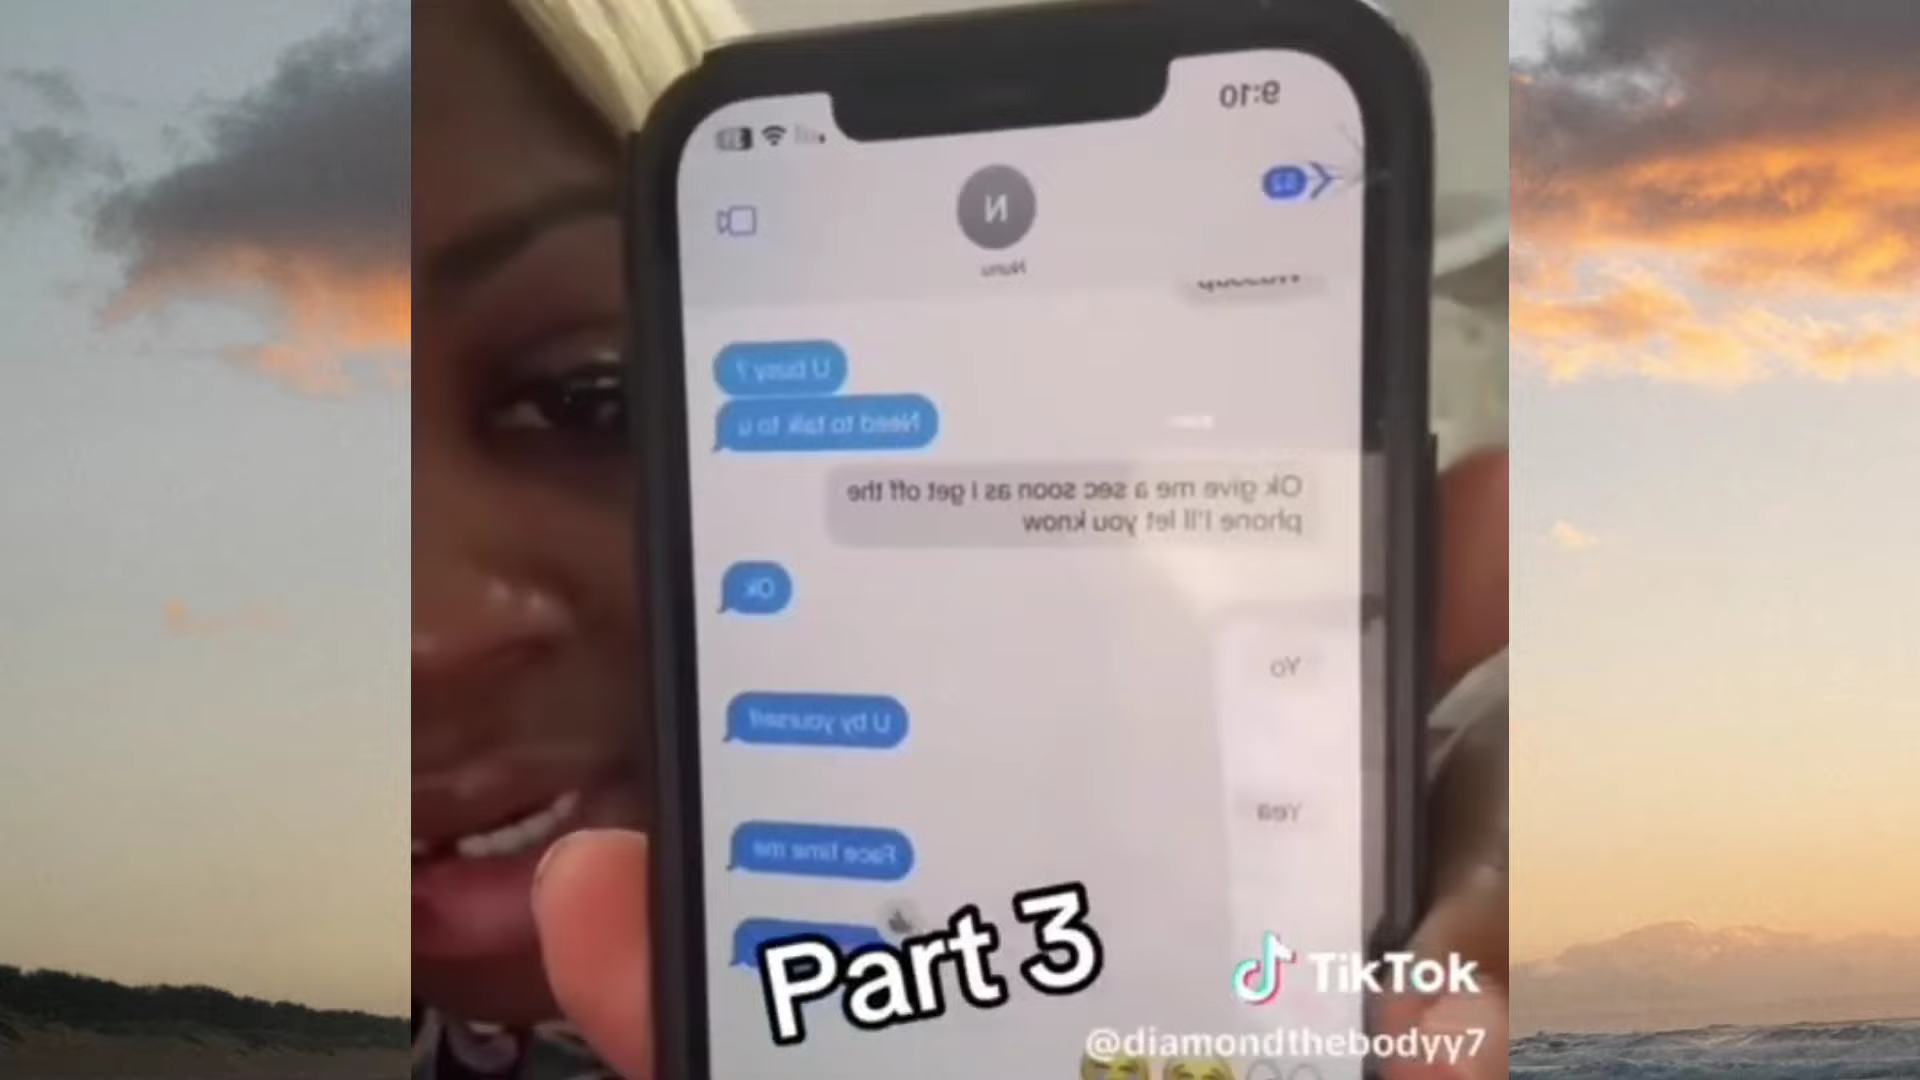 9:10
52
N
Nunu
U busy ?
Need to talk to u
Ok give me a sec soon as I get off the
phone I'll let you know
Ok
Yo
U by yourself
Yea
Face time me
Part 3
TikTok
@diamondthebodyy7